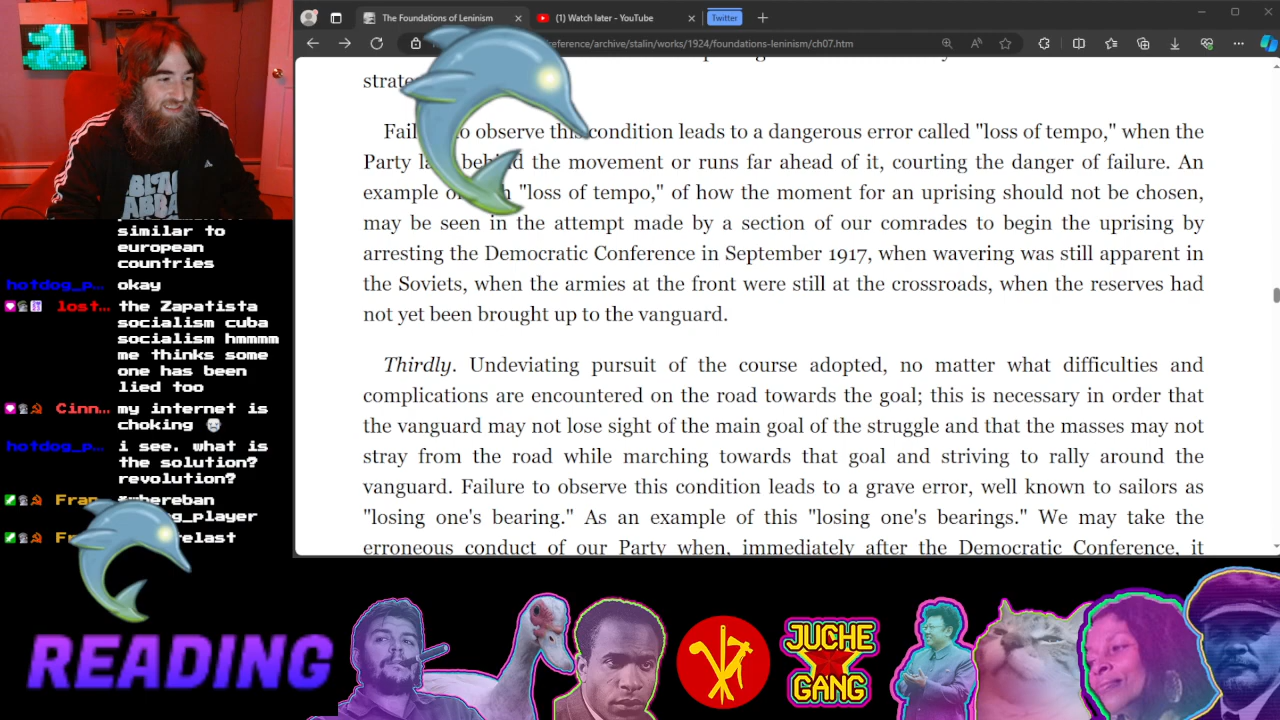 The Foundations of Leninism
(1) Watch later - YouTube
Twitter
eference/archive/stalin/works/1924/foundations-leninism/ch07.htm
strate
Fail o observe this condition leads to a dangerous error called "loss of tempo," when the
Party la behind the movement or runs far ahead of it, courting the danger of failure. An
example o h "loss of tempo," of how the moment for an uprising should not be chosen,
may be seen in the attempt made by a section of our comrades to begin the uprising by
arresting the Democratic Conference in September 1917, when wavering was still apparent in
the Soviets, when the armies at the front were still at the crossroads, when the reserves had
not yet been brought up to the vanguard.
Thirdly. Undeviating pursuit of the course adopted, no matter what difficulties and
complications are encountered on the road towards the goal; this is necessary in order that
the vanguard may not lose sight of the main goal of the struggle and that the masses may not
stray from the road while marching towards that goal and striving to rally around the
vanguard. Failure to observe this condition leads to a grave error, well known to sailors as
"losing one's bearing." As an example of this "losing one's bearings." We may take the
erroneous conduct of our Party when, immediately after the Democratic Conference, it
similar to
european
countries
hotdog_p... okay
lost... the Zapatista
socialism cuba
socialism hmmmm
me thinks some
one has been
lied too
Cinn... my internet is
choking
hotdog_p... i see. what is
the solution?
revolution?
Fran
g_player
relast
READING
JUCHE
GANG